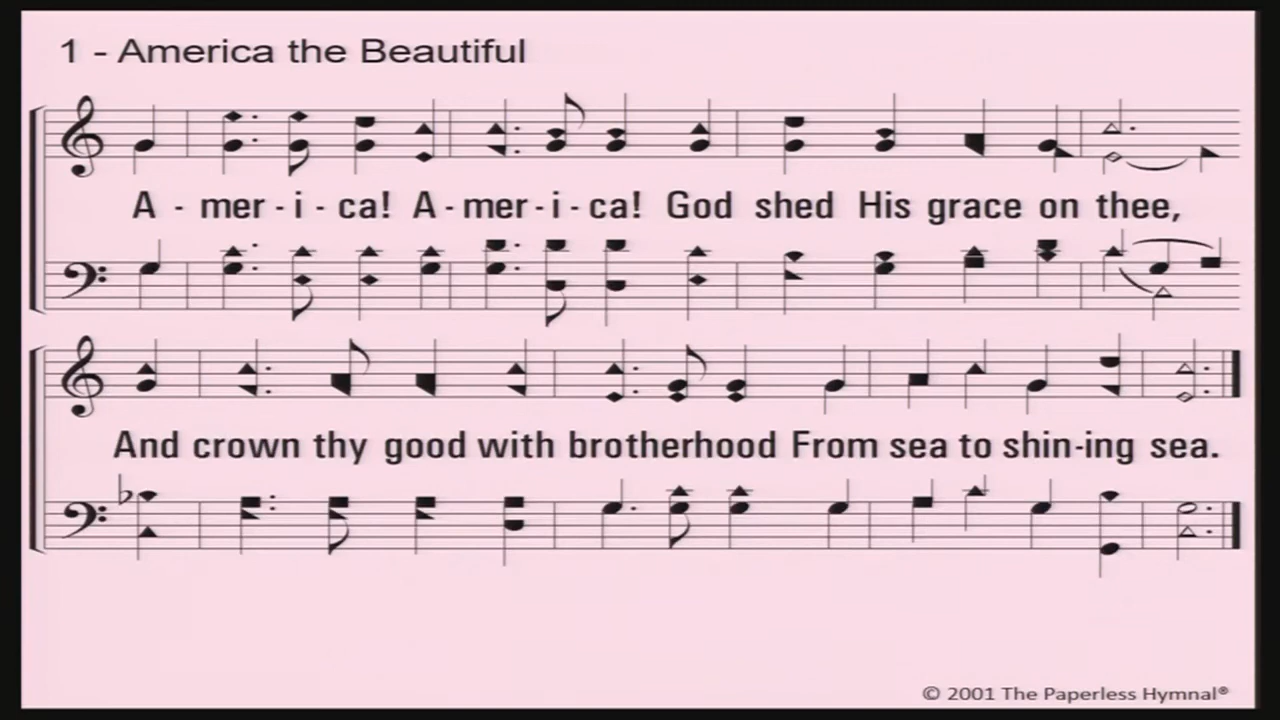 1 - America the Beautiful
A - mer - i - ca! A - mer - i - ca! God shed His grace on thee,
And crown thy good with brotherhood From sea to shin-ing sea.
© 2001 The Paperless Hymnal®